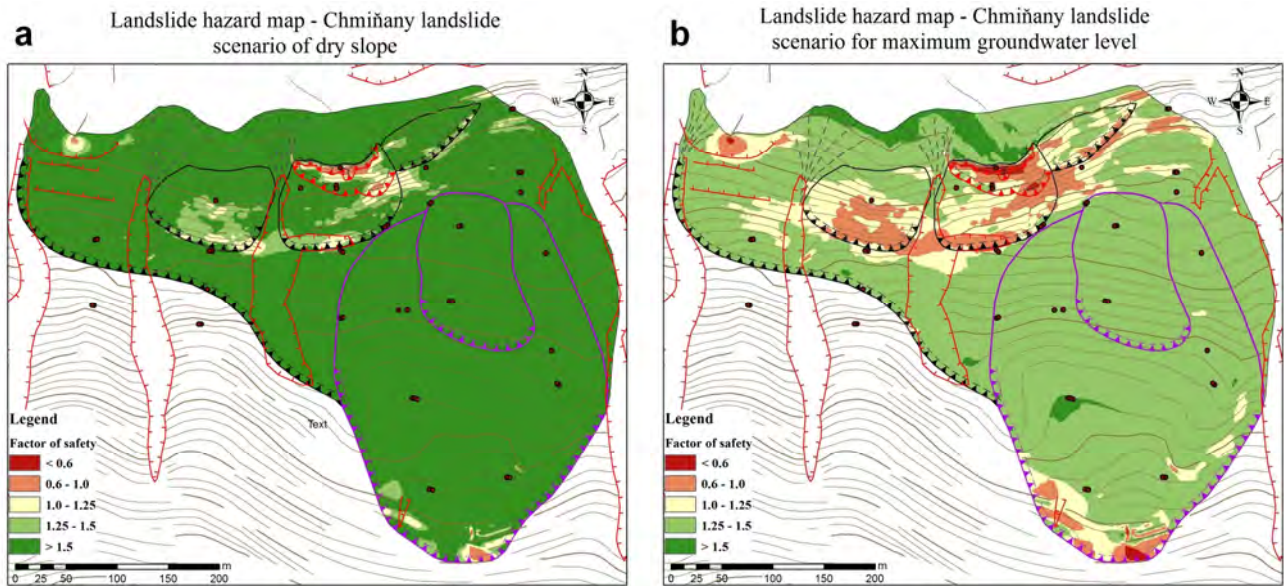 a
Landslide hazard map - Chmiňany landslide
scenario of dry slope
N
W E
S
Text
Legend
Factor of safety
< 0.6
0.6 - 1.0
1.0 - 1.25
1.25 - 1.5
> 1.5
m
0 25 50 100 150 200
b
Landslide hazard map - Chmiňany landslide
scenario for maximum groundwater level
N
W E
S
Legend
Factor of safety
< 0.6
0.6 - 1.0
1.0 - 1.25
1.25 - 1.5
> 1.5
m
0 25 50 100 150 200